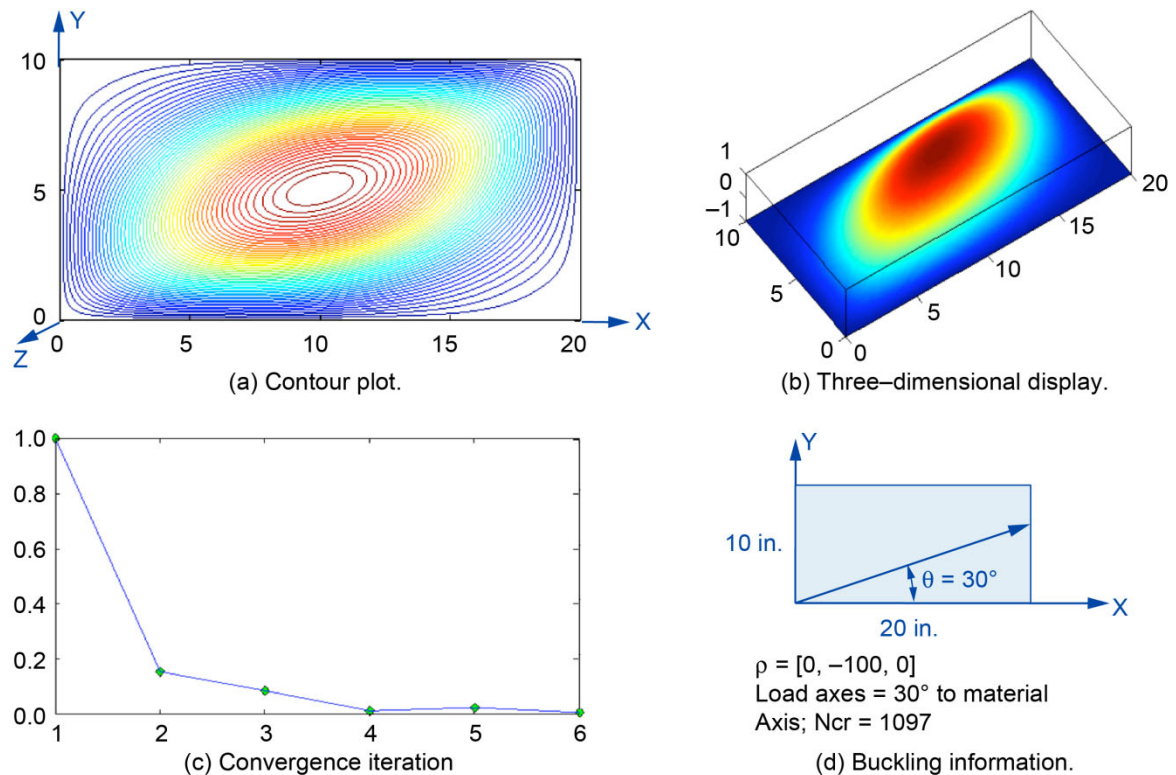 Y
10
5
0
Z
0
5
10
15
20
X
(a) Contour plot.
1
0
–1
10
5
0
0
5
10
15
20
(b) Three–dimensional display.
1.0
0.8
0.6
0.4
0.2
0.0
1
2
3
4
5
6
(c) Convergence iteration
Y
10 in.
θ = 30°
X
20 in.
ρ = [0, –100, 0]
Load axes = 30° to material
Axis; Ncr = 1097
(d) Buckling information.